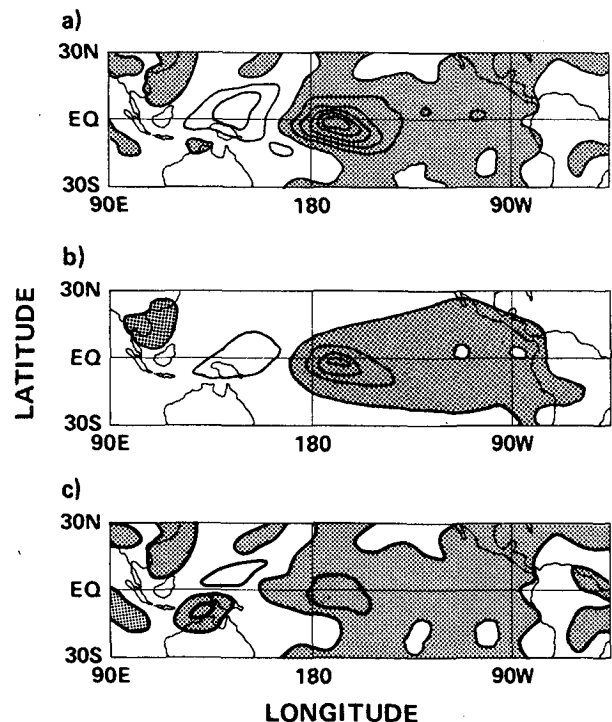 a)
30N
EQ
30S
90E 180 90W
b)
30N
EQ
30S
90E 180 90W
c)
30N
EQ
30S
90E 180 90W
LATITUDE
LONGITUDE